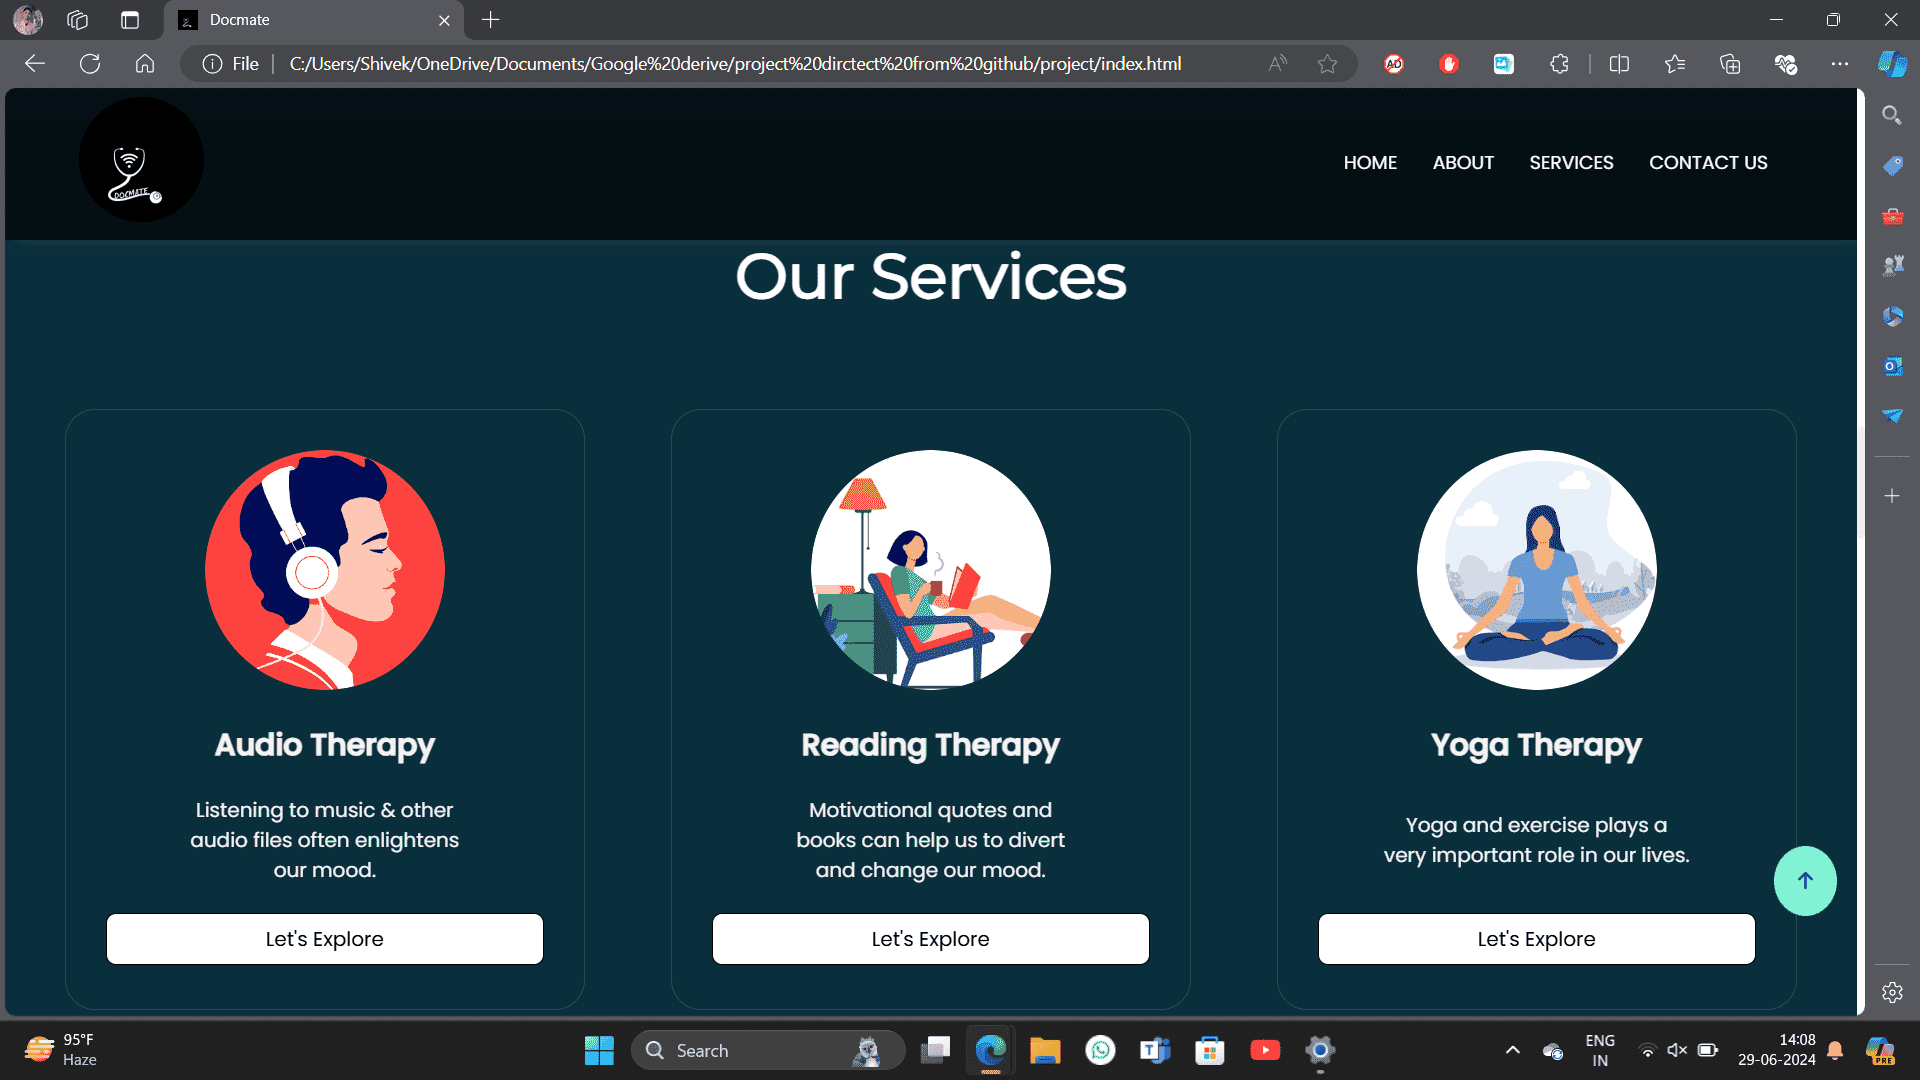 Docmate
File
C:/Users/Shivek/OneDrive/Documents/Google%20derive/project%20dirctect%20from%20github/project/index.html
DOCMATE
HOME ABOUT SERVICES CONTACT US
Our Services
Audio Therapy
Listening to music & other
audio files often enlightens
our mood.
Let's Explore
Reading Therapy
Motivational quotes and
books can help us to divert
and change our mood.
Let's Explore
Yoga Therapy
Yoga and exercise plays a
very important role in our lives.
Let's Explore
95°F
Haze
Search
ENG
IN
14:08
29-06-2024
PRE